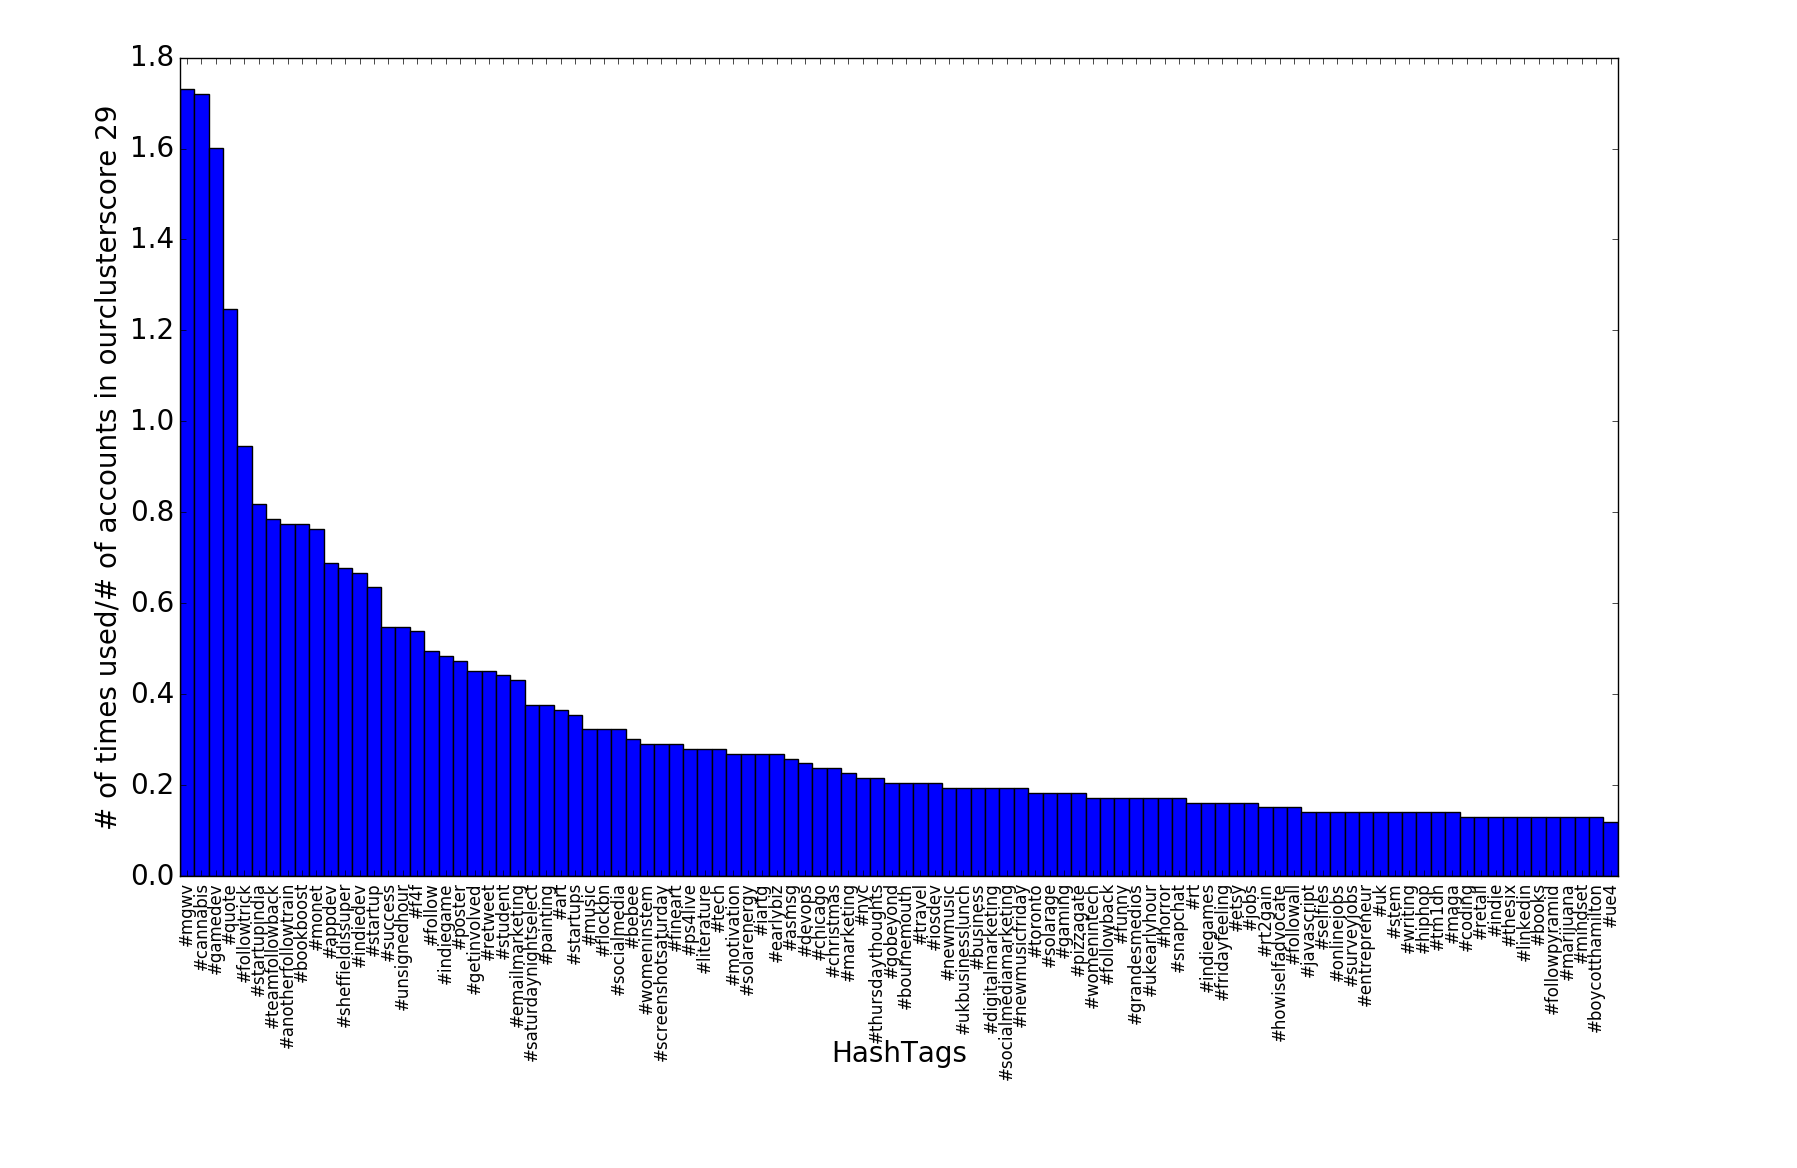 # of times used/# of accounts in ourclusterscore 29
1.8
1.6
1.4
1.2
1.0
0.8
0.6
0.4
0.2
0.0
#mgwv
#cannabis
#gamedev
#quote
#followtrick
#startupindia
#teamfollowback
#anotherfollowtrain
#bookboost
#monet
#appdev
#sheffieldissuper
#indiedev
#startup
#success
#unsignedhour
#f4f
#follow
#indiegame
#poster
#getinvolved
#retweet
#student
#emailmarketing
#saturdaynightselect
#painting
#art
#startups
#music
#flockbn
#socialmedia
#bebee
#womeninstem
#screenshotsaturday
#fineart
#ps4live
#literature
#tech
#motivation
#solarenergy
#iartg
#earlybiz
#asmsg
#devops
#chicago
#christmas
#marketing
#nyc
#thursdaythoughts
#gobeyond
#bournemouth
#travel
#iosdev
#newmusic
#ukbusinesslunch
#business
#digitalmarketing
#socialmediamarketing
#newmusicfriday
#toronto
#solarage
#gaming
#pizzagate
#womenintech
#followback
#funny
#grandesmedios
#ukearlyhour
#horror
#snapchat
#rt
#indiegames
#fridayfeeling
#etsy
#jobs
#rt2gain
#howiselfadvocate
#followall
#javascript
#selfies
#onlinejobs
#surveyjobs
#entrepreneur
#uk
#stem
#writing
#hiphop
#tm1dh
#maga
#coding
#retail
#indie
#thesix
#linkedin
#books
#followpyramid
#marijuana
#mindset
#boycotthamilton
#ue4
HashTags